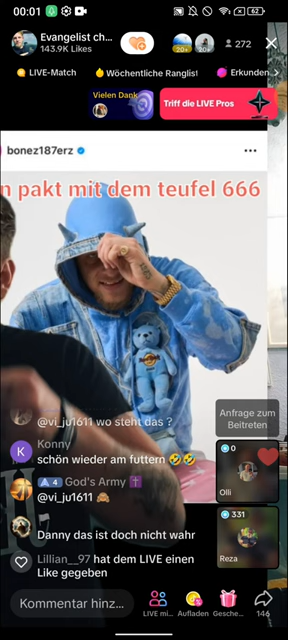 00:01
62
Evangelist ch...
143.9K Likes
20+
20+
272
LIVE-Match
Wöchentliche Ranglist
Erkunden
Vielen Dank
Triff die LIVE Pros
bonez187erz
n pakt mit dem teufel 666
@vi_ju1611 wo steht das ?
K Konny
schön wieder am futtern 🤣🤣
4 God's Army ✝️
@vi_ju1611 🙈
Danny das ist doch nicht wahr
Lillian__97 hat dem LIVE einen
Like gegeben
Anfrage zum
Beitreten
0
Olli
331
Reza
Kommentar hinz...
LIVE mi...
Aufladen
Gesche...
146